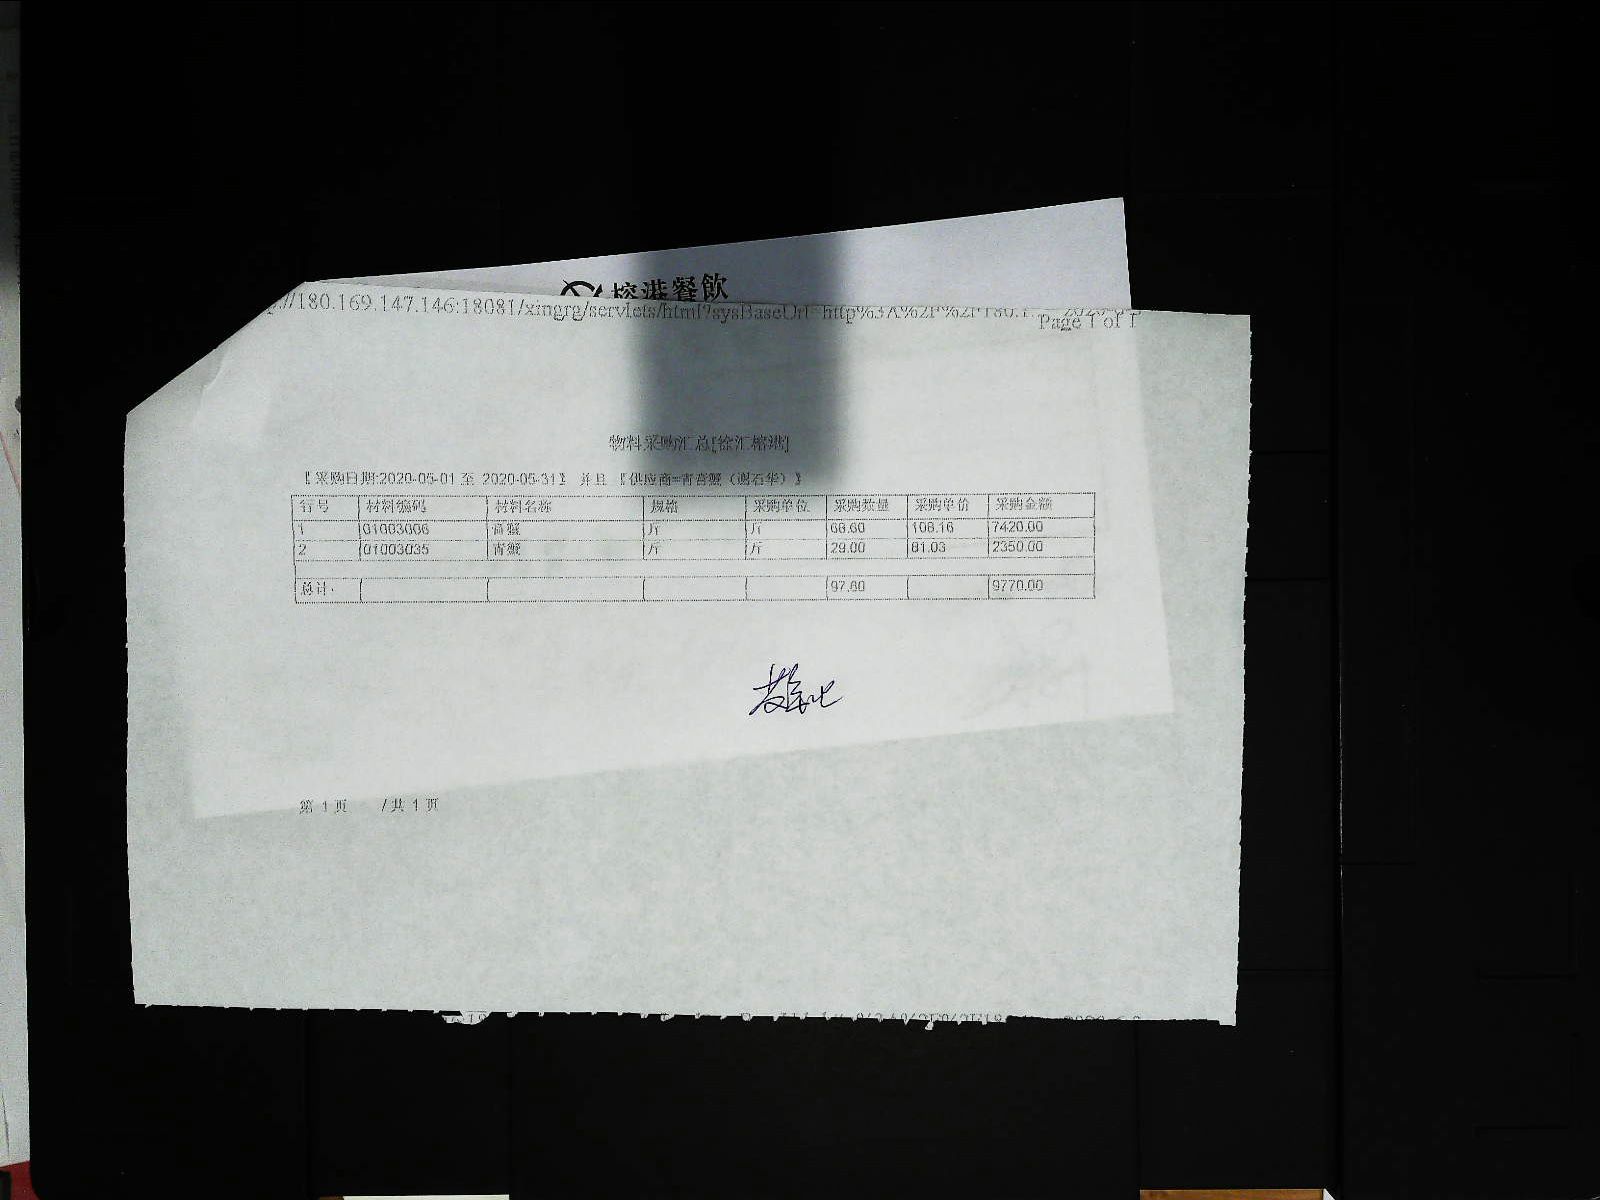 榕港餐飲
://180.169.147.146:18081/xingrg/servlets/html?sysBaseUrl=http%3A%2F%2F180.1...
Page 1 of 1
物料采购汇总[徐汇榕港]
【采购日期:2020-05-01 至 2020-05-31】 并且 【供应商=青膏蟹（谢石华）】
行号 材料编码 材料名称 规格 采购单位 采购数量 采购单价 采购金额
1 01003006 膏蟹 斤 斤 68.60 108.16 7420.00
2 01003035 青蟹 斤 斤 29.00 81.03 2350.00
总计: 97.60 9770.00
第 1 页 /共 1 页